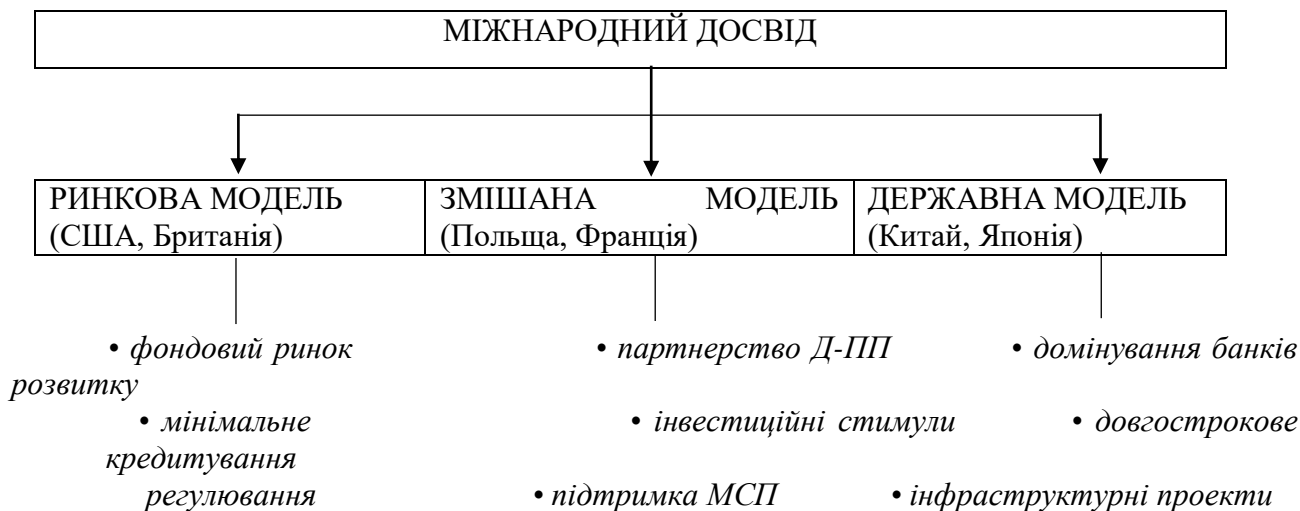 МІЖНАРОДНИЙ ДОСВІД
РИНКОВА МОДЕЛЬ
(США, Британія)
ЗМІШАНА МОДЕЛЬ
(Польща, Франція)
ДЕРЖАВНА МОДЕЛЬ
(Китай, Японія)
• фондовий ринок • партнерство Д-ПП • домінування банків
розвитку
• мінімальне • інвестиційні стимули • довгострокове
кредитування
регулювання • підтримка МСП • інфраструктурні проекти